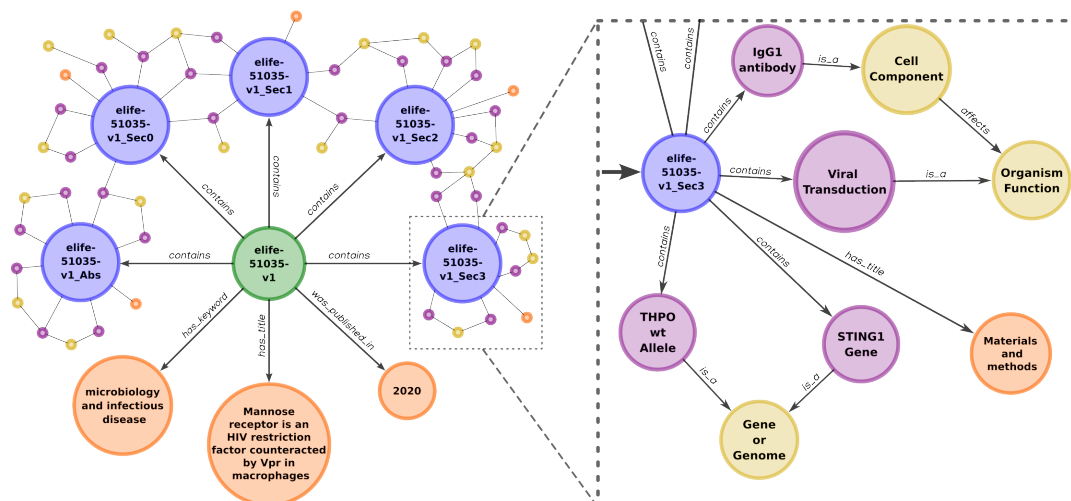 elife-
51035-
v1_Sec1
elife-
51035-
v1_Sec0
elife-
51035-
v1_Sec2
contains
contains
contains
elife-
51035-
v1_Abs
contains
elife-
51035-
v1
contains
elife-
51035-
v1_Sec3
has_keyword
has_title
was_published_in
microbiology
and infectious
disease
Mannose
receptor is an
HIV restriction
factor counteracted
by Vpr in
macrophages
2020
contains
contains
IgG1
antibody
is_a
Cell
Component
contains
affects
elife-
51035-
v1_Sec3
contains
Viral
Transduction
is_a
Organism
Function
contains
contains
has_title
THPO
wt
Allele
STING1
Gene
Materials
and
methods
is_a
is_a
Gene
or
Genome